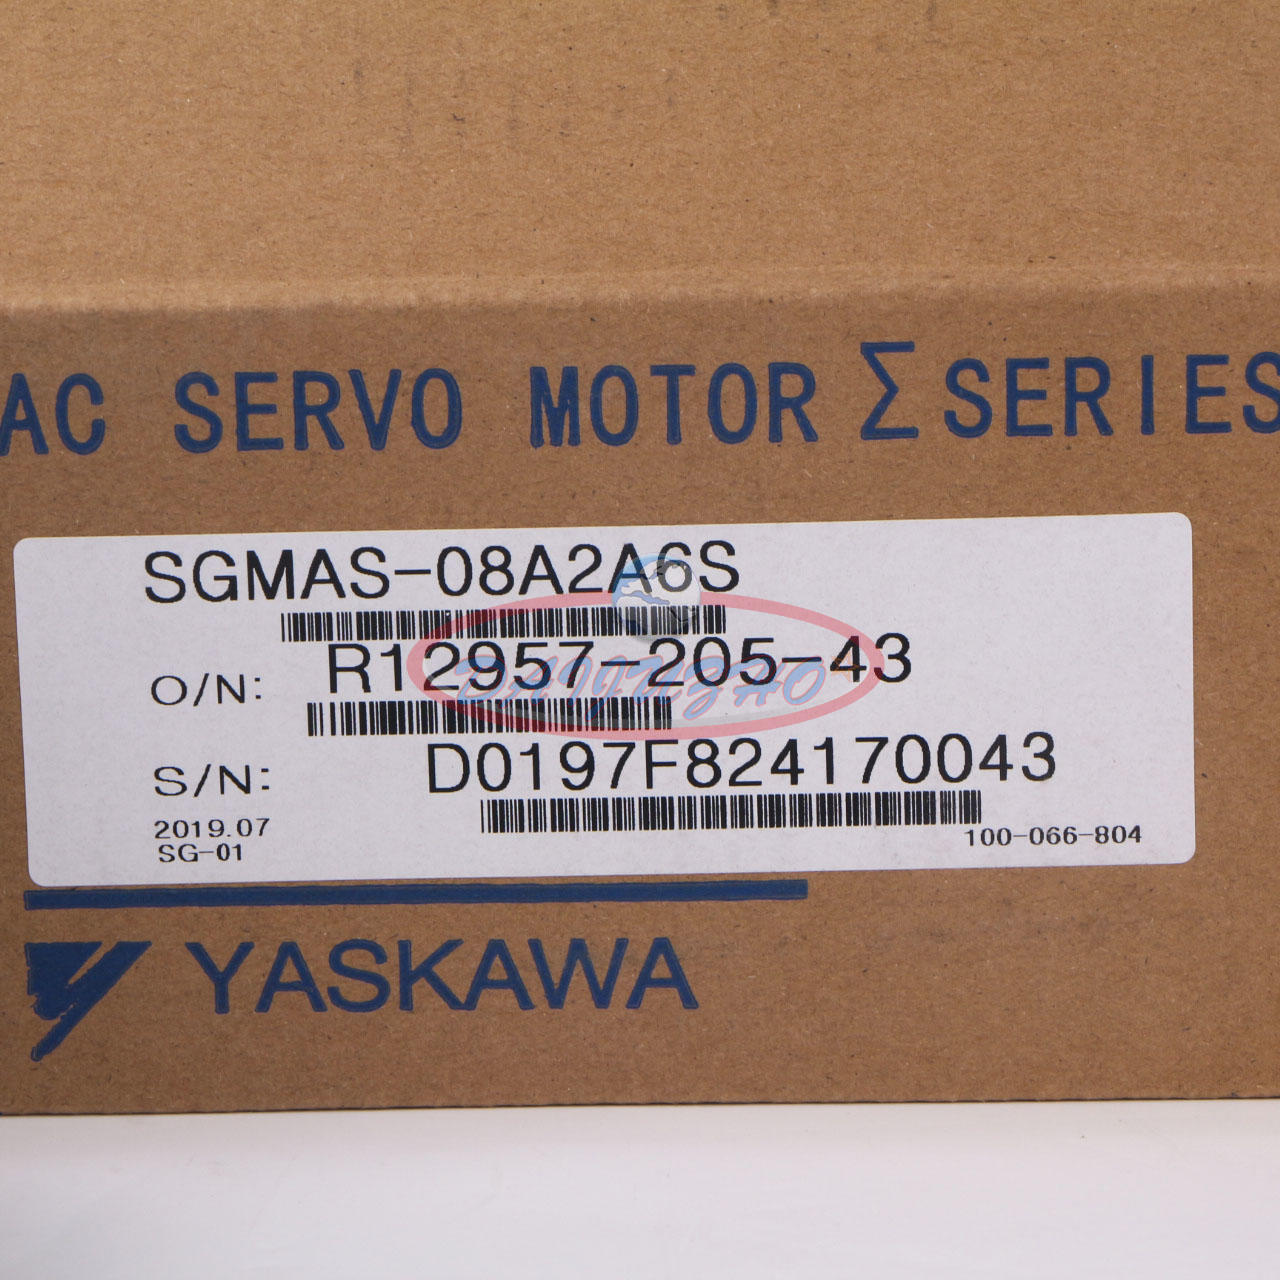 AC SERVO MOTOR Σ SERIES
SGMAS-08A2A6S
O/N: R12957-205-43
S/N: D0197F824170043
2019.07
SG-01
100-066-804
YASKAWA